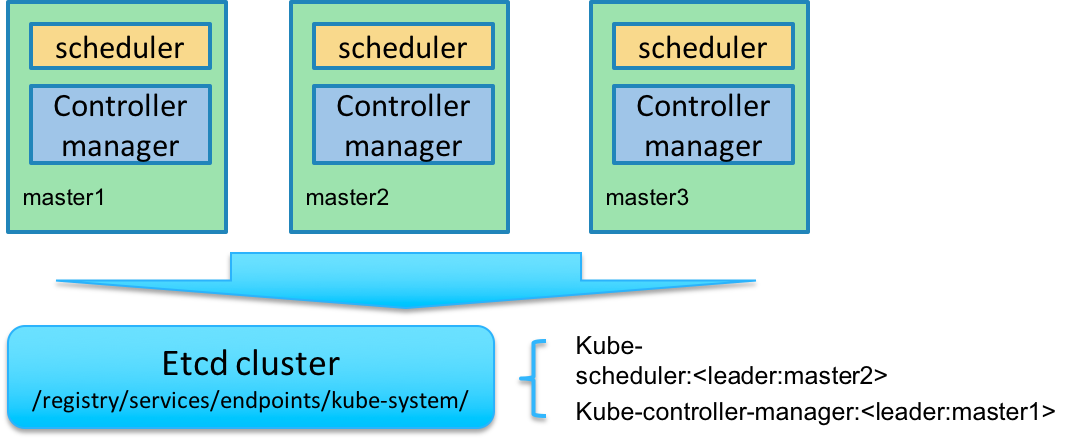 scheduler
scheduler
scheduler
Controller
manager
Controller
manager
Controller
manager
master1
master2
master3
Etcd cluster
/registry/services/endpoints/kube-system/
Kube-
scheduler:<leader:master2>
Kube-controller-manager:<leader:master1>